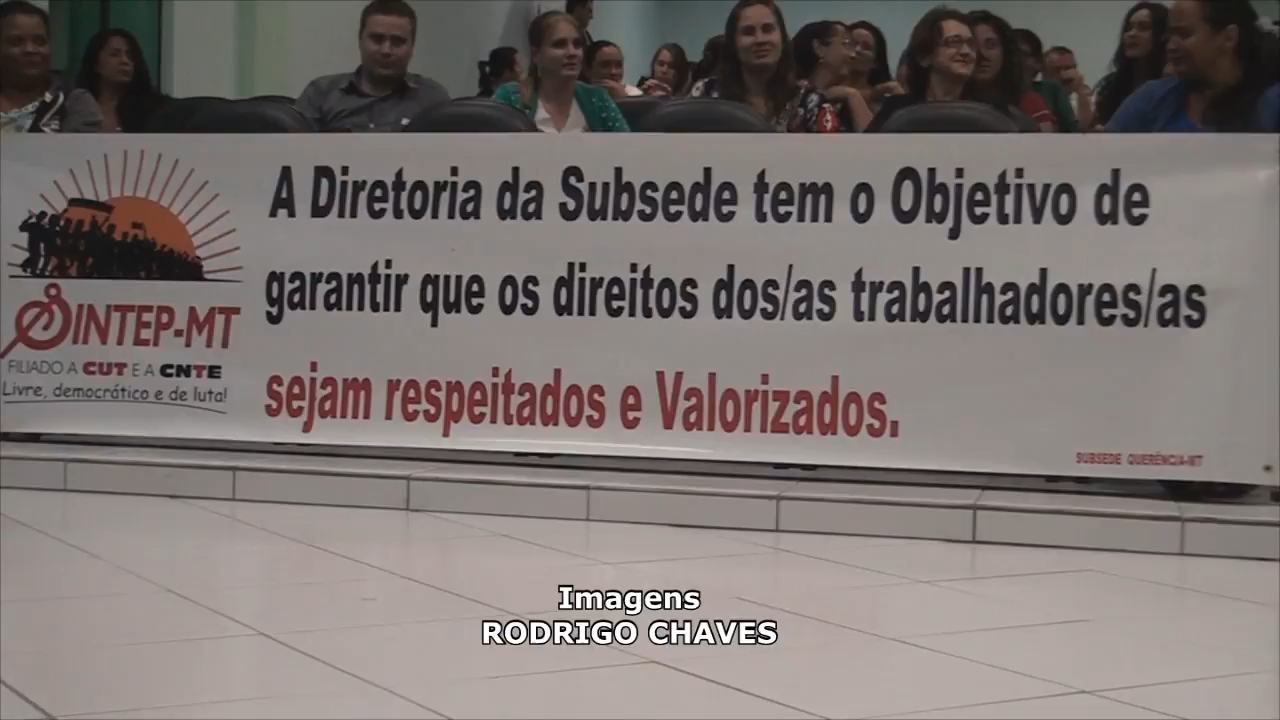 A Diretoria da Subsede tem o Objetivo de
garantir que os direitos dos/as trabalhadores/as
sejam respeitados e Valorizados.
SINTEP-MT
FILIADO A CUT E A CNTE
Livre, democrático e de luta!
SUBSEDE QUERÊNCIA-MT
Imagens
RODRIGO CHAVES